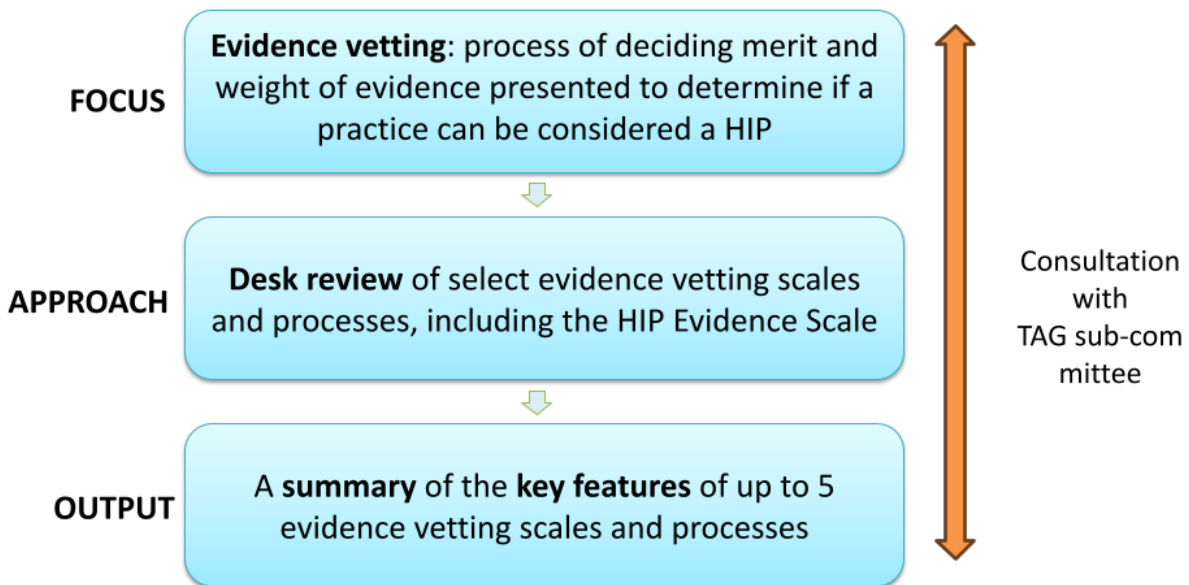 Evidence vetting: process of deciding merit and
weight of evidence presented to determine if a
practice can be considered a HIP
FOCUS
Desk review of select evidence vetting scales
and processes, including the HIP Evidence Scale
APPROACH
A summary of the key features of up to 5
evidence vetting scales and processes
OUTPUT
Consultation
with
TAG sub-com
mittee